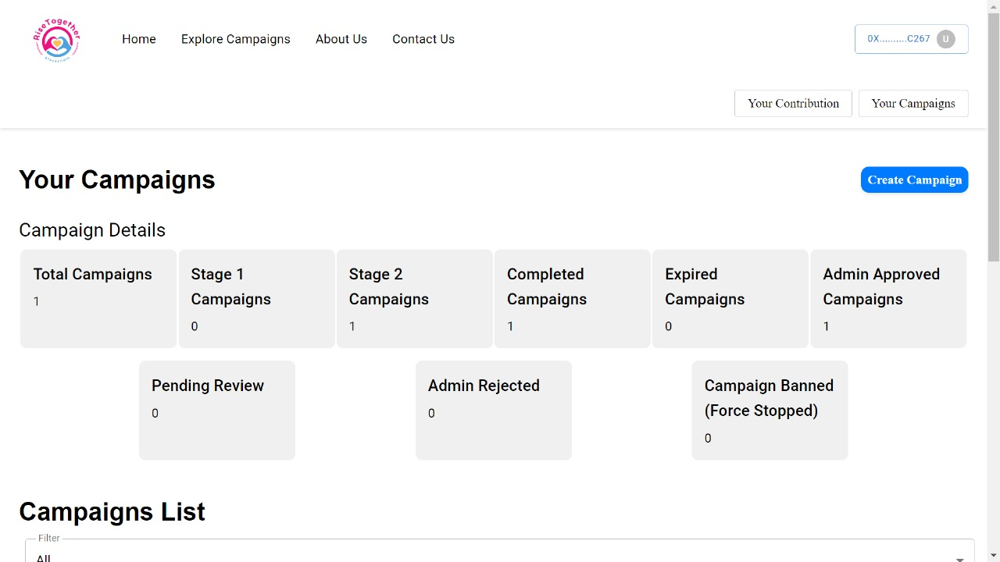 RiseTogether
blockchain
Home
Explore Campaigns
About Us
Contact Us
0X..........C267
U
Your Contribution
Your Campaigns
Your Campaigns
Create Campaign
Campaign Details
Total Campaigns
1
Stage 1
Campaigns
0
Stage 2
Campaigns
1
Completed
Campaigns
1
Expired
Campaigns
0
Admin Approved
Campaigns
1
Pending Review
0
Admin Rejected
0
Campaign Banned
(Force Stopped)
0
Campaigns List
Filter
All